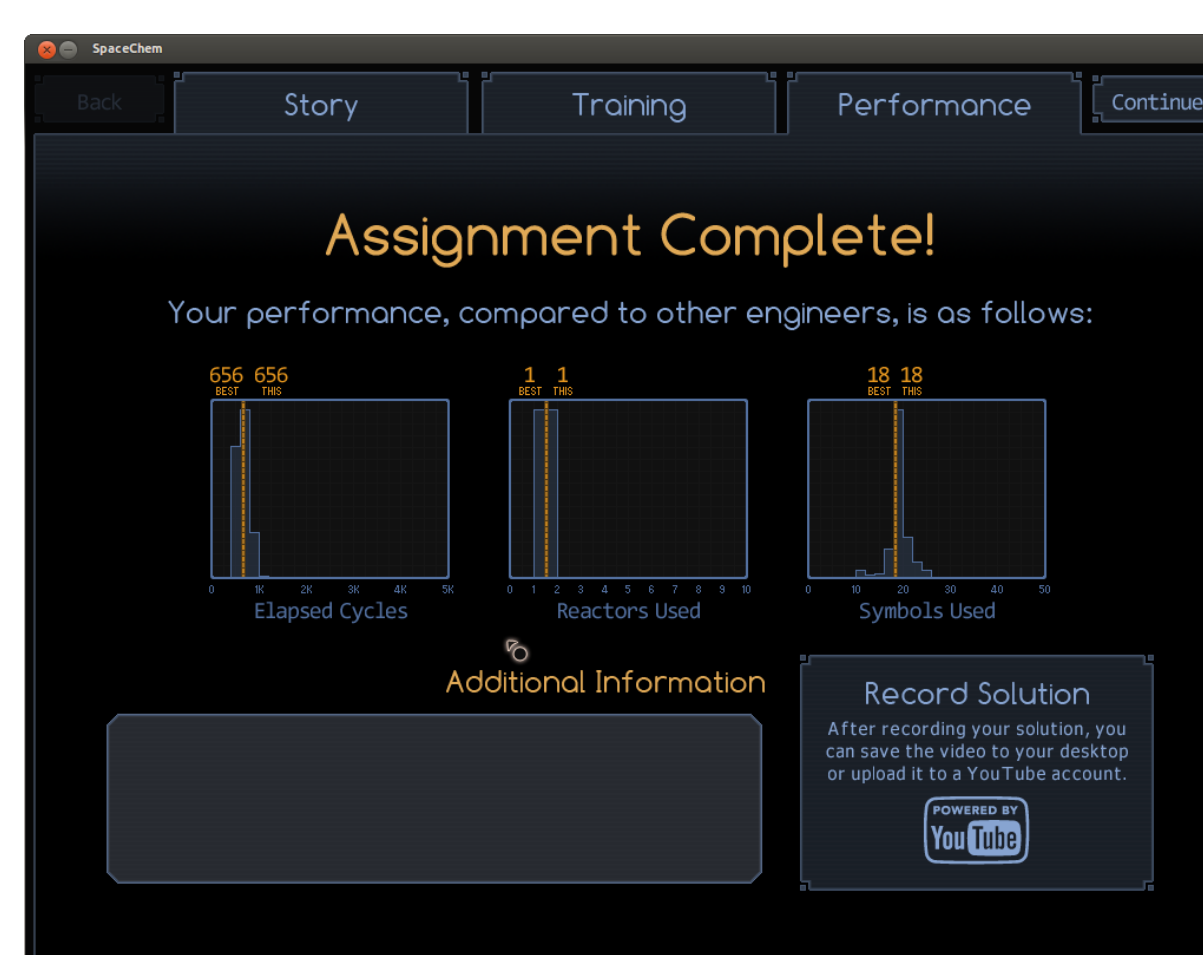 SpaceChem
Back
Story
Training
Performance
Continue
Assignment Complete!
Your performance, compared to other engineers, is as follows:
656 656
BEST THIS
1 1
BEST THIS
18 18
BEST THIS
0 1K 2K 3K 4K 5K
Elapsed Cycles
0 1 2 3 4 5 6 7 8 9 10
Reactors Used
0 10 20 30 40 50
Symbols Used
Additional Information
Record Solution
After recording your solution, you
can save the video to your desktop
or upload it to a YouTube account.
POWERED BY
YouTube